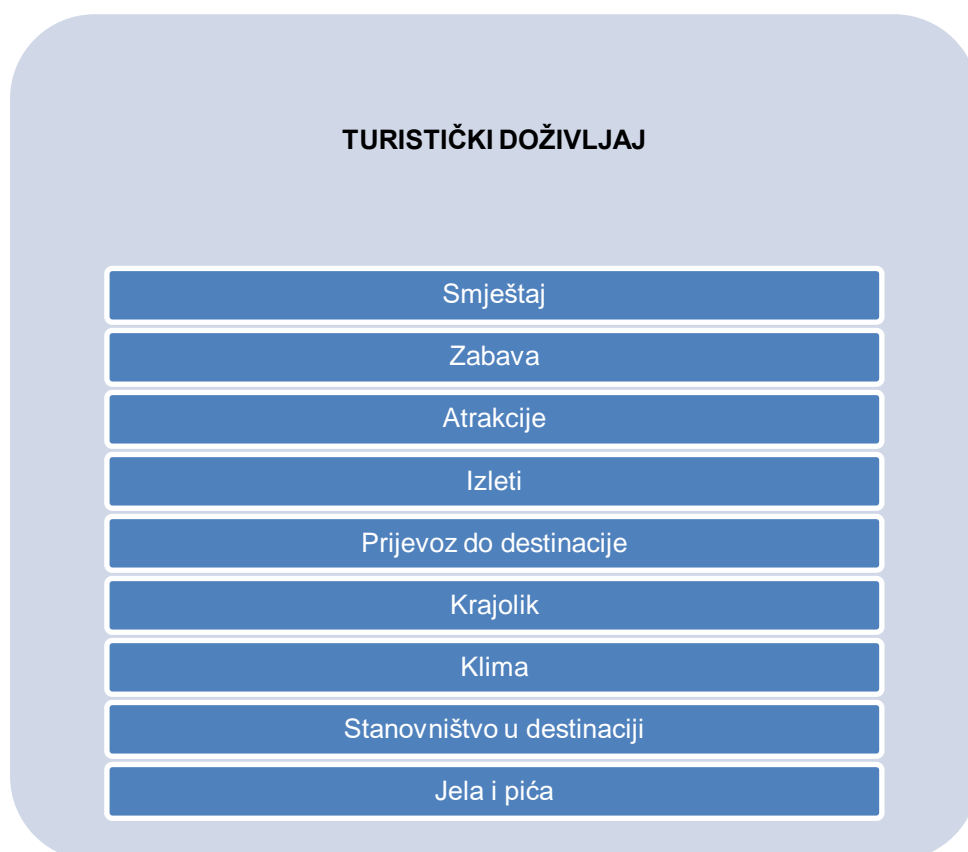 TURISTIČKI DOŽIVLJAJ
Smještaj
Zabava
Atrakcije
Izleti
Prijevoz do destinacije
Krajolik
Klima
Stanovništvo u destinaciji
Jela i pića